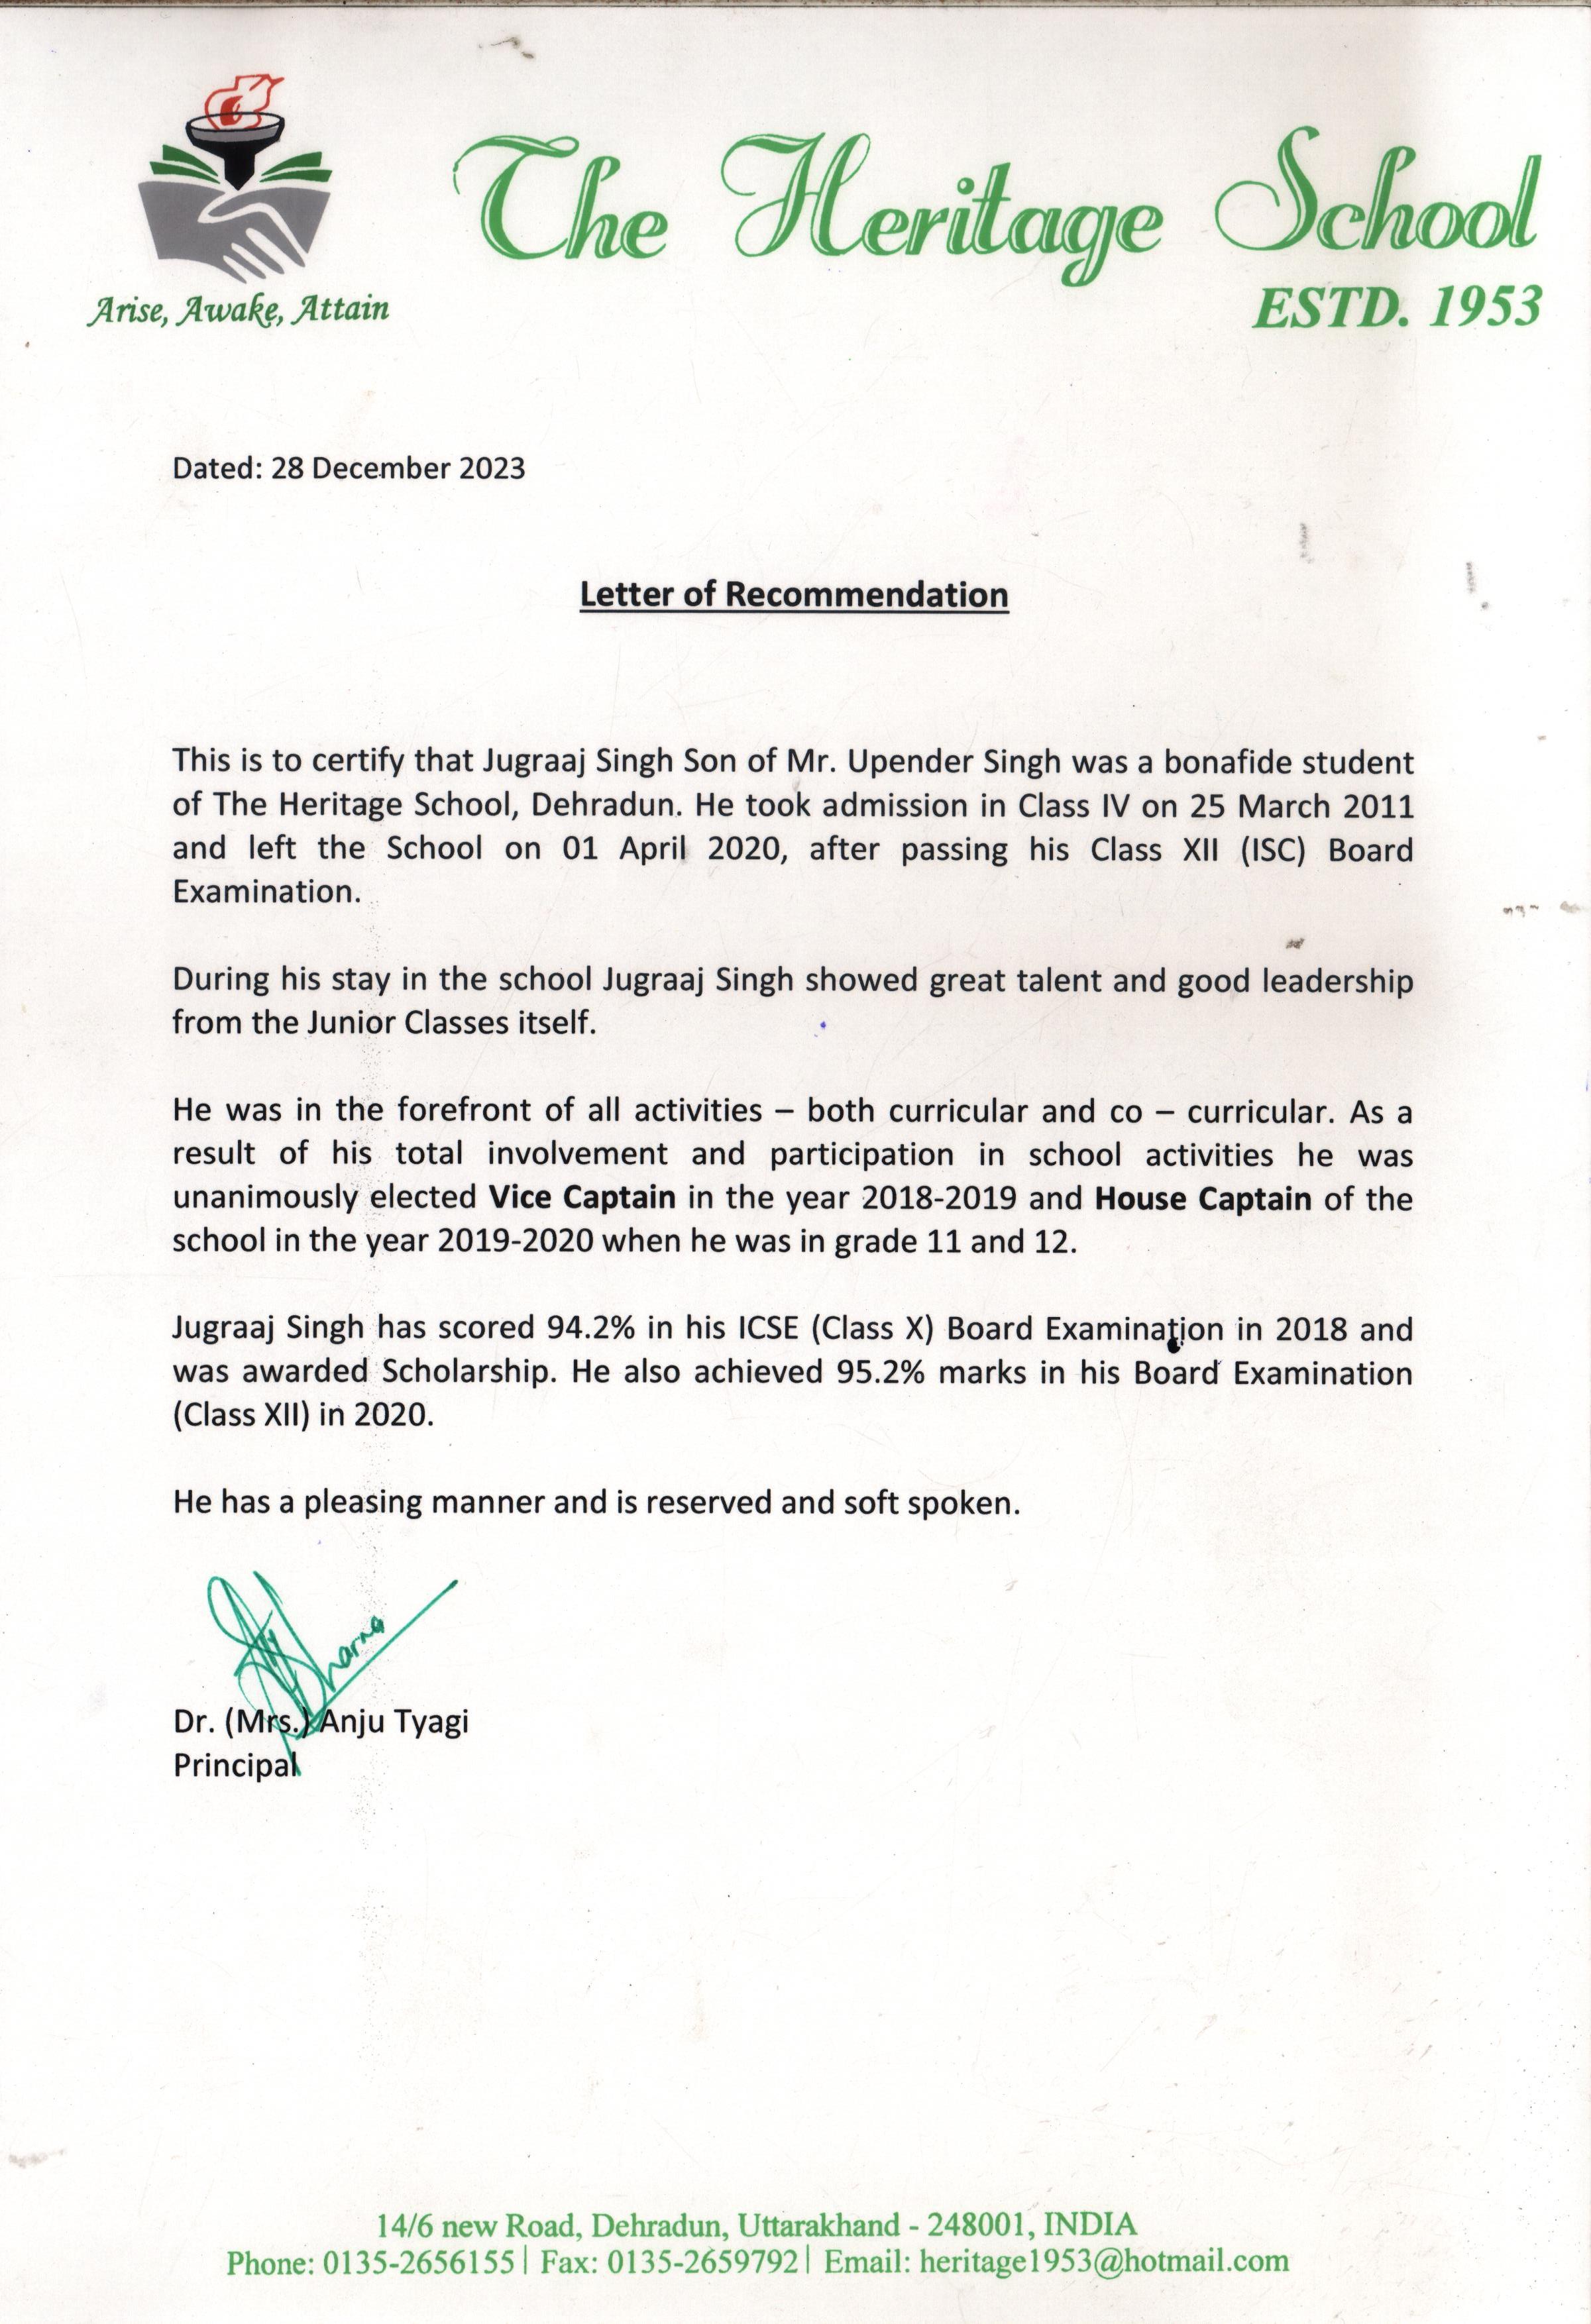 The Heritage School
ESTD. 1953
Arise, Awake, Attain
Dated: 28 December 2023
Letter of Recommendation
This is to certify that Jugraaj Singh Son of Mr. Upender Singh was a bonafide student
of The Heritage School, Dehradun. He took admission in Class IV on 25 March 2011
and left the School on 01 April 2020, after passing his Class XII (ISC) Board
Examination.
During his stay in the school Jugraaj Singh showed great talent and good leadership
from the Junior Classes itself.
He was in the forefront of all activities – both curricular and co – curricular. As a
result of his total involvement and participation in school activities he was
unanimously elected Vice Captain in the year 2018-2019 and House Captain of the
school in the year 2019-2020 when he was in grade 11 and 12.
Jugraaj Singh has scored 94.2% in his ICSE (Class X) Board Examination in 2018 and
was awarded Scholarship. He also achieved 95.2% marks in his Board Examination
(Class XII) in 2020.
He has a pleasing manner and is reserved and soft spoken.
Dr. (Mrs.) Anju Tyagi
Principal
14/6 new Road, Dehradun, Uttarakhand - 248001, INDIA
Phone: 0135-2656155| Fax: 0135-2659792| Email: heritage1953@hotmail.com